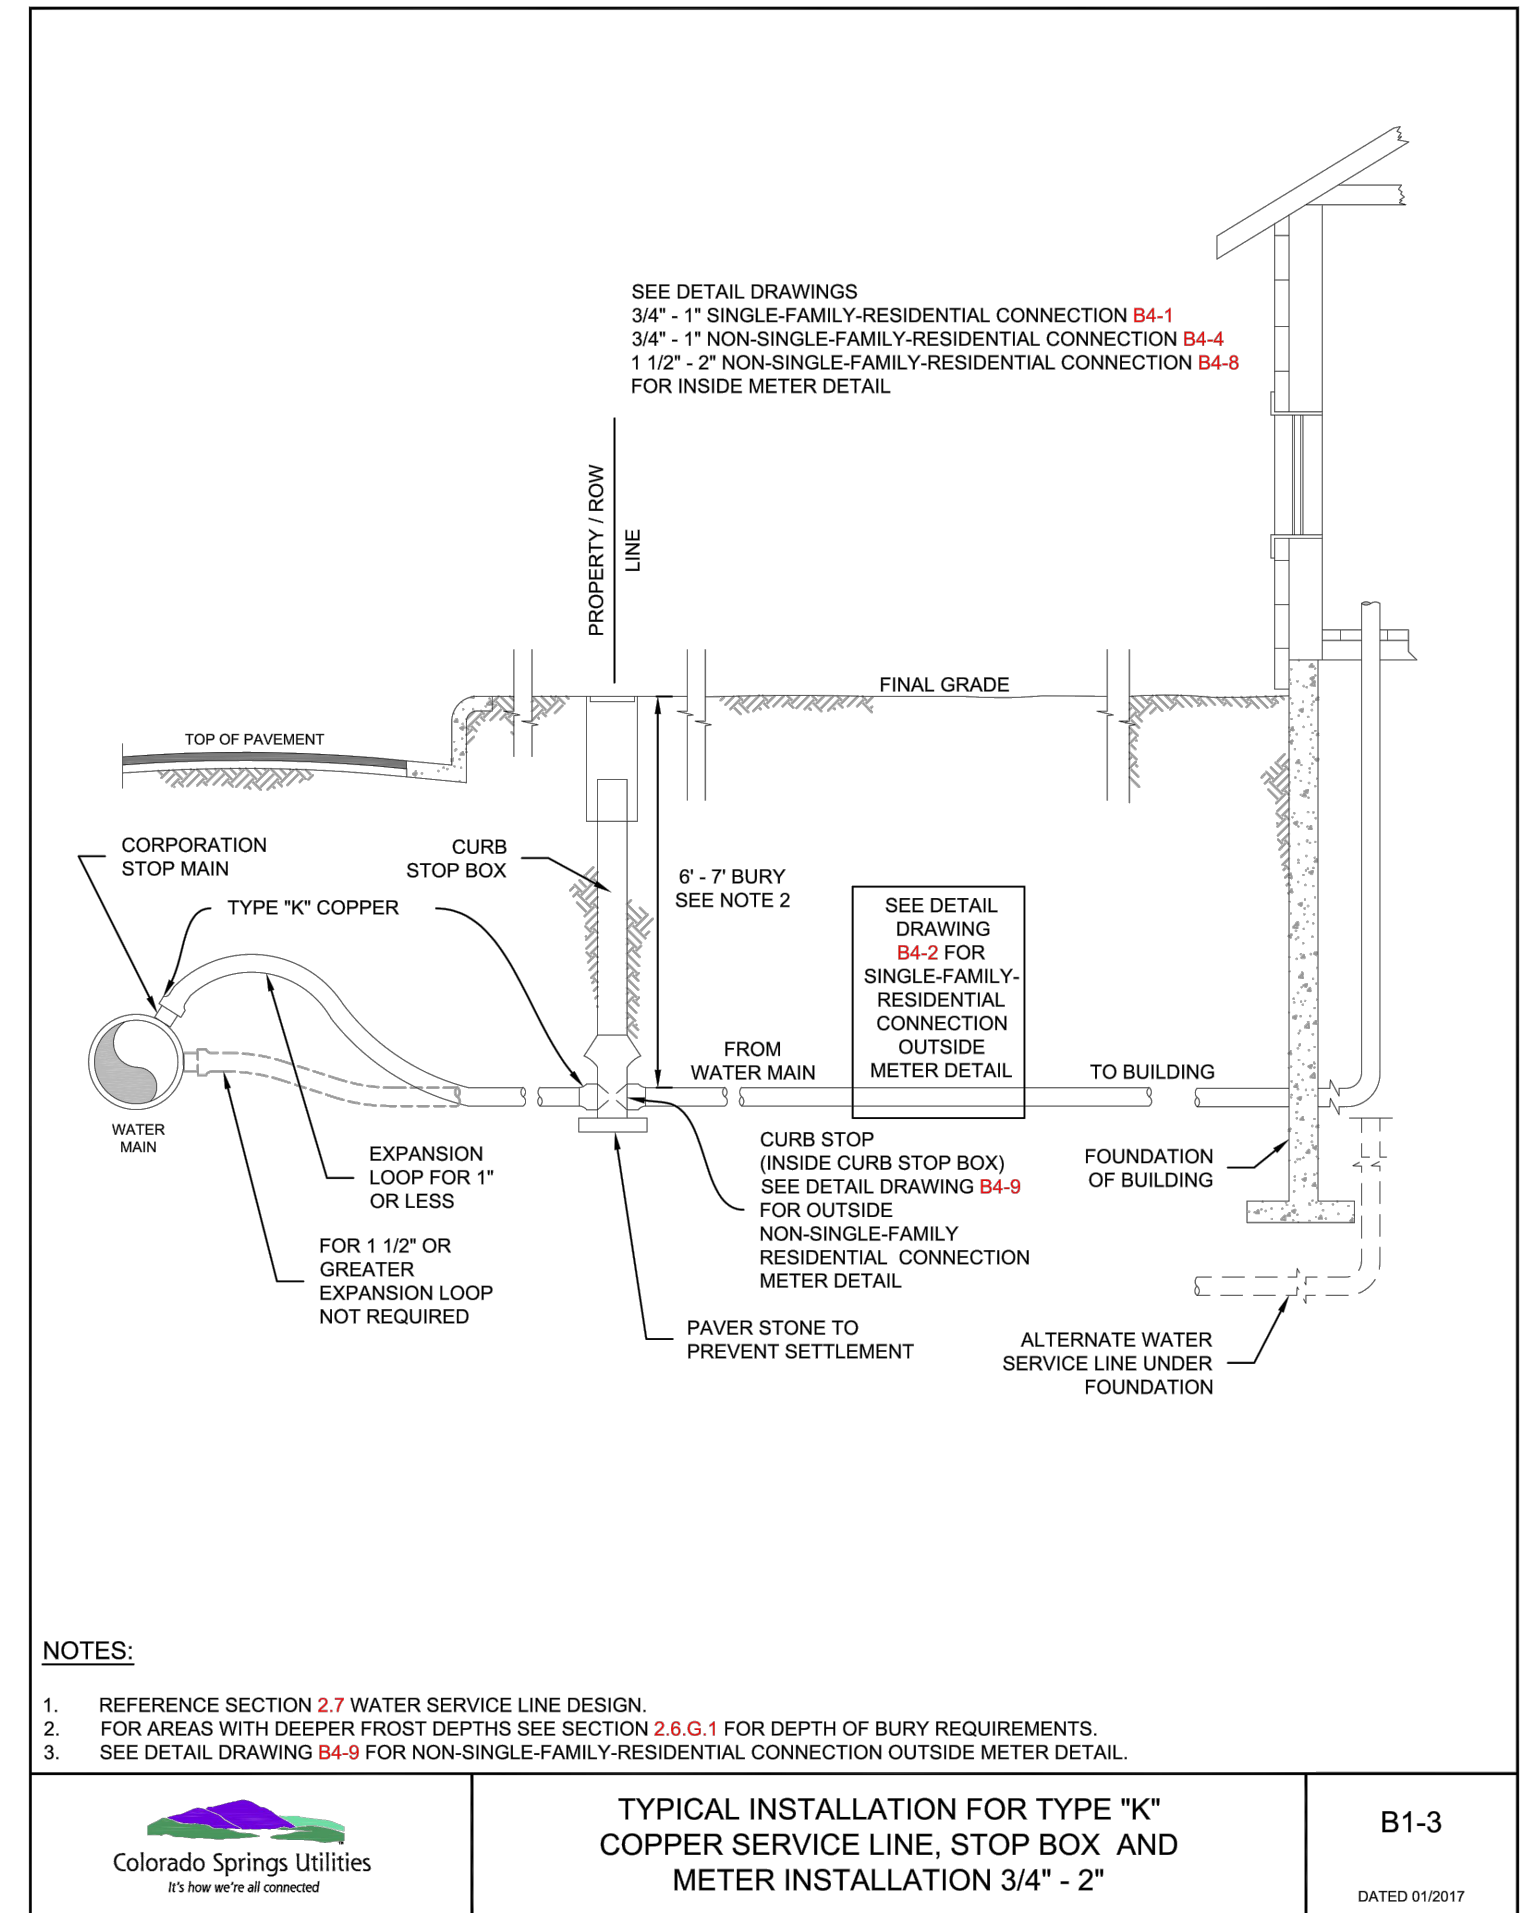 SEE DETAIL DRAWINGS
3/4" - 1" SINGLE-FAMILY-RESIDENTIAL CONNECTION B4-1
3/4" - 1" NON-SINGLE-FAMILY-RESIDENTIAL CONNECTION B4-4
1 1/2" - 2" NON-SINGLE-FAMILY-RESIDENTIAL CONNECTION B4-8
FOR INSIDE METER DETAIL
PROPERTY / ROW
LINE
FINAL GRADE
TOP OF PAVEMENT
CORPORATION
STOP MAIN
CURB
STOP BOX
TYPE "K" COPPER
6' - 7' BURY
SEE NOTE 2
SEE DETAIL
DRAWING
B4-2 FOR
SINGLE-FAMILY-
RESIDENTIAL
CONNECTION
OUTSIDE
METER DETAIL
FROM
WATER MAIN
TO BUILDING
WATER
MAIN
EXPANSION
LOOP FOR 1"
OR LESS
FOR 1 1/2" OR
GREATER
EXPANSION LOOP
NOT REQUIRED
CURB STOP
(INSIDE CURB STOP BOX)
SEE DETAIL DRAWING B4-9
FOR OUTSIDE
NON-SINGLE-FAMILY
RESIDENTIAL CONNECTION
METER DETAIL
FOUNDATION
OF BUILDING
PAVER STONE TO
PREVENT SETTLEMENT
ALTERNATE WATER
SERVICE LINE UNDER
FOUNDATION
NOTES:
1. REFERENCE SECTION 2.7 WATER SERVICE LINE DESIGN.
2. FOR AREAS WITH DEEPER FROST DEPTHS SEE SECTION 2.6.G.1 FOR DEPTH OF BURY REQUIREMENTS.
3. SEE DETAIL DRAWING B4-9 FOR NON-SINGLE-FAMILY-RESIDENTIAL CONNECTION OUTSIDE METER DETAIL.
Colorado Springs Utilities
It's how we're all connected
TYPICAL INSTALLATION FOR TYPE "K"
COPPER SERVICE LINE, STOP BOX AND
METER INSTALLATION 3/4" - 2"
B1-3
DATED 01/2017